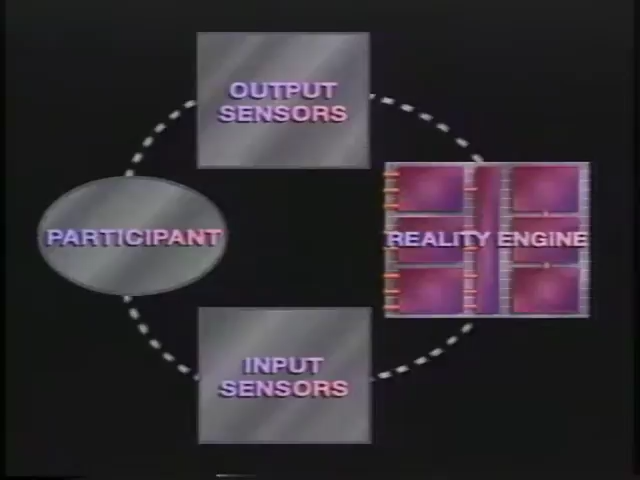 OUTPUT
SENSORS
PARTICIPANT
REALITY ENGINE
INPUT
SENSORS